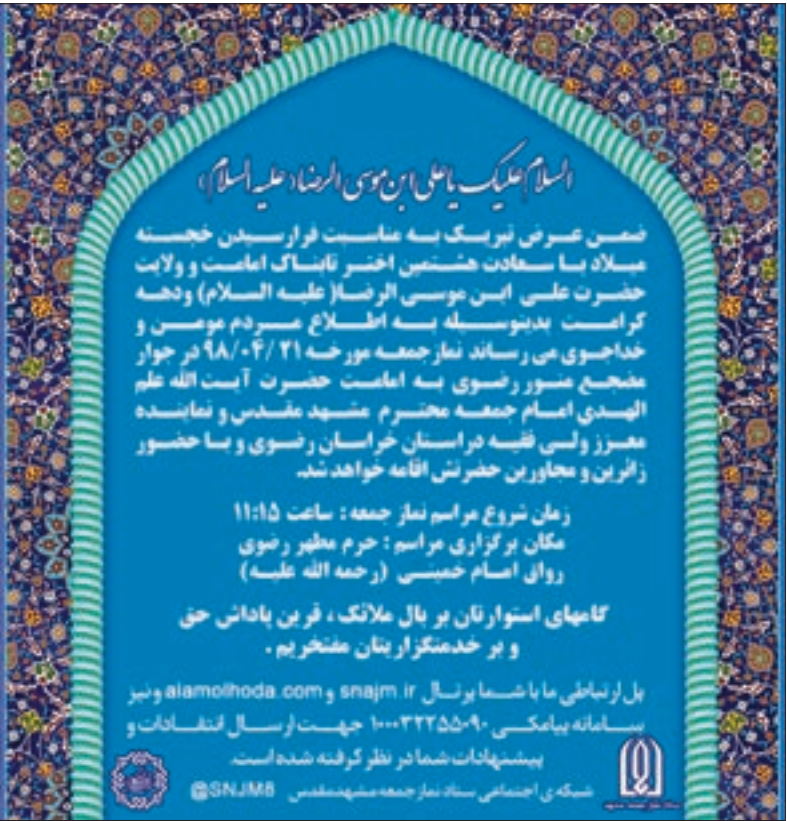 السلام علیک یا علی ابن موسی الرضا (علیه السلام)
ضمن عرض تبریک به مناسبت فرارسیدن خجسته
میلاد با سعادت هشتمین اختر تابناک امامت و ولایت
حضرت علی ابن موسی الرضا( علیه السلام) ودهه
کرامت بدینوسیله به اطلاع مردم مومن و
خداجوی می رساند نماز جمعه مورخه ۹۸/۰۴/۲۱ در جوار
مضجع منور رضوی به امامت حضرت آیت الله علم
الهدی امام جمعه محترم مشهد مقدس و نماینده
معزز ولی فقیه در استان خراسان رضوی و با حضور
زائرین و مجاورین حضرتش اقامه خواهد شد.
زمان شروع مراسم نماز جمعه : ساعت ۱۱:۱۵
مکان برگزاری مراسم : حرم مطهر رضوی
رواق امام خمینی (رحمه الله علیه)
گامهای استوارتان بر بال ملائک ، قرین پاداش حق
و بر خدمتگزاریتان مفتخریم .
پل ارتباطی ما با شما پرتال snajm.ir و alamolhoda.com ونیز
سامانه پیامکی ۱۰۰۰۳۲۲۵۵۰۹۰ جهت ارسال انتقادات و
پیشنهادات شما در نظر گرفته شده است.
شبکه ی اجتماعی ستاد نماز جمعه مشهدمقدس @SNJM8